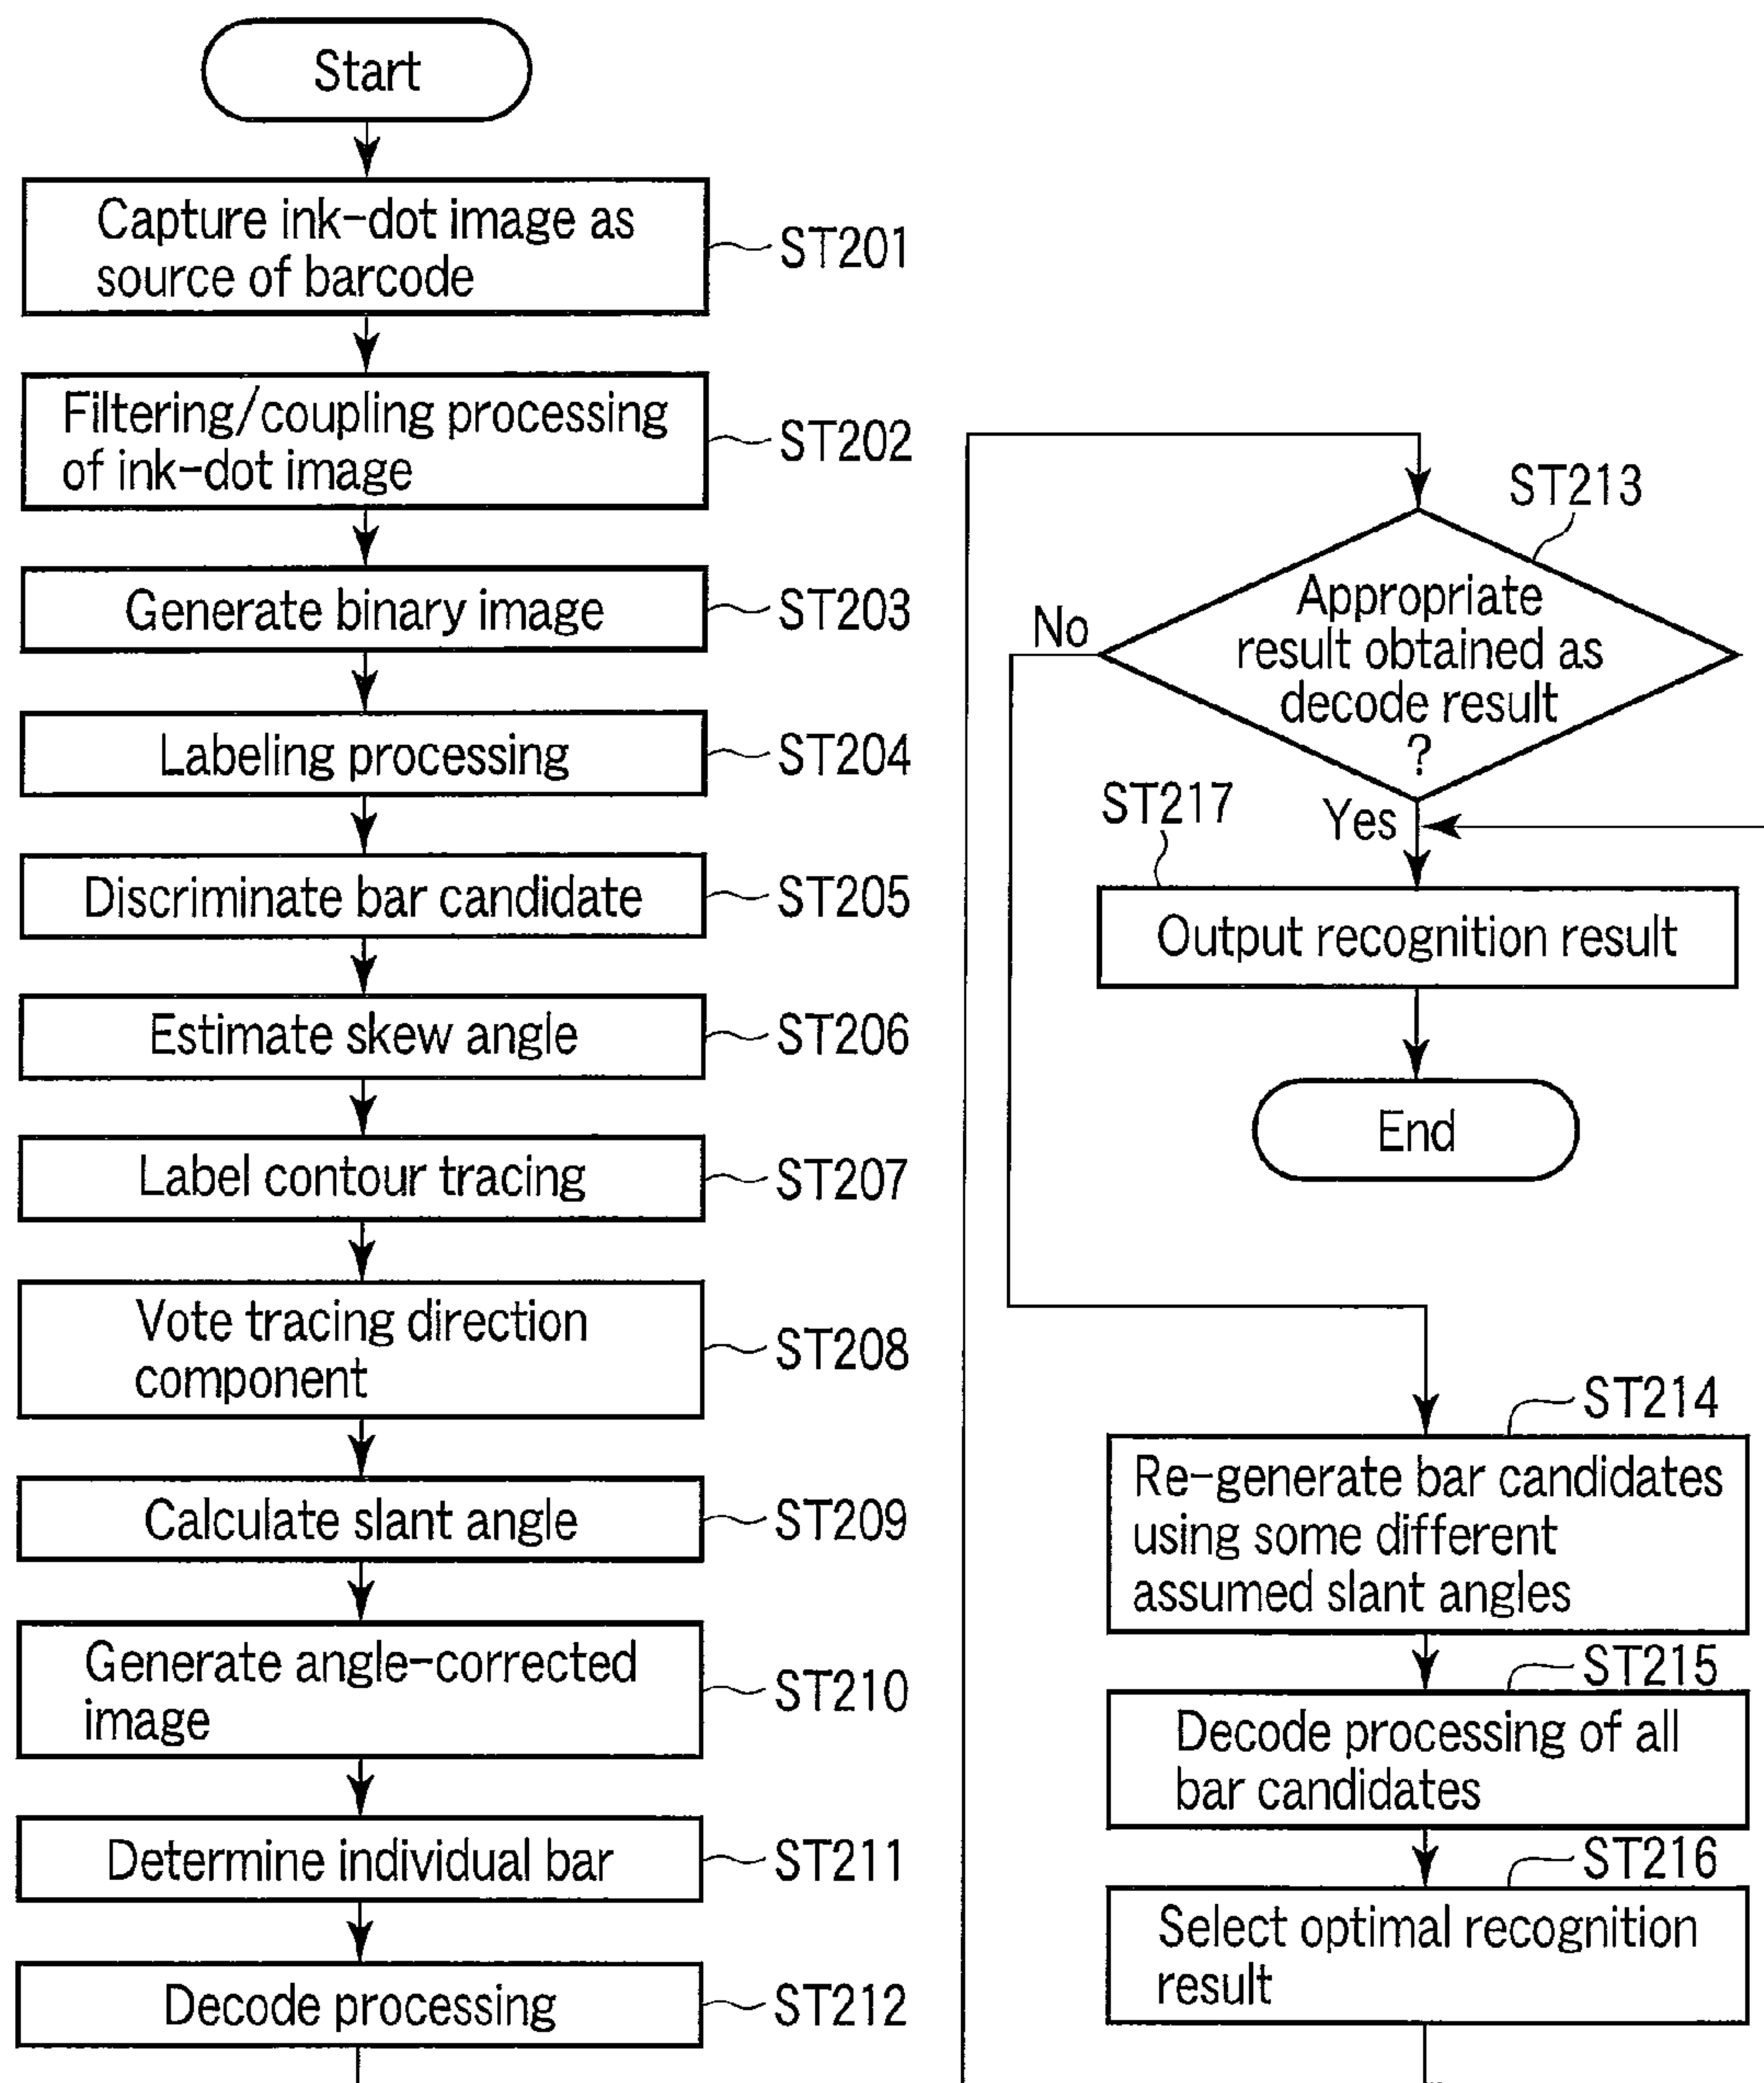 Start
Capture ink-dot image as
source of barcode
ST201
Filtering/coupling processing
of ink-dot image
ST202
Generate binary image
ST203
Labeling processing
ST204
Discriminate bar candidate
ST205
Estimate skew angle
ST206
Label contour tracing
ST207
Vote tracing direction
component
ST208
Calculate slant angle
ST209
Generate angle-corrected
image
ST210
Determine individual bar
ST211
Decode processing
ST212
ST213
Appropriate
result obtained as
decode result
?
No
Yes
ST217
Output recognition result
End
ST214
Re-generate bar candidates
using some different
assumed slant angles
ST215
Decode processing of all
bar candidates
ST216
Select optimal recognition
result